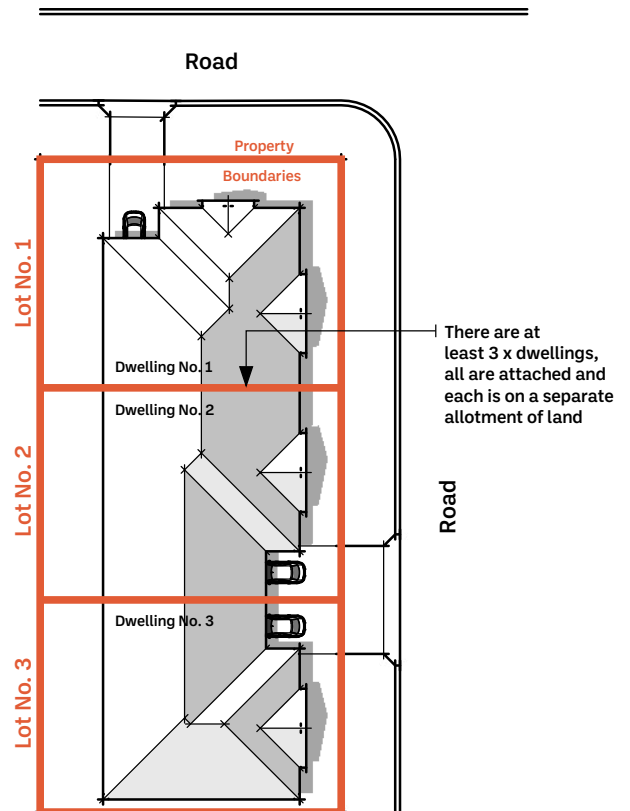 Road
Property
Boundaries
Lot No. 1
There are at
least 3 x dwellings,
all are attached and
each is on a separate
allotment of land
Dwelling No. 1
Dwelling No. 2
Lot No. 2
Road
Dwelling No. 3
Lot No. 3